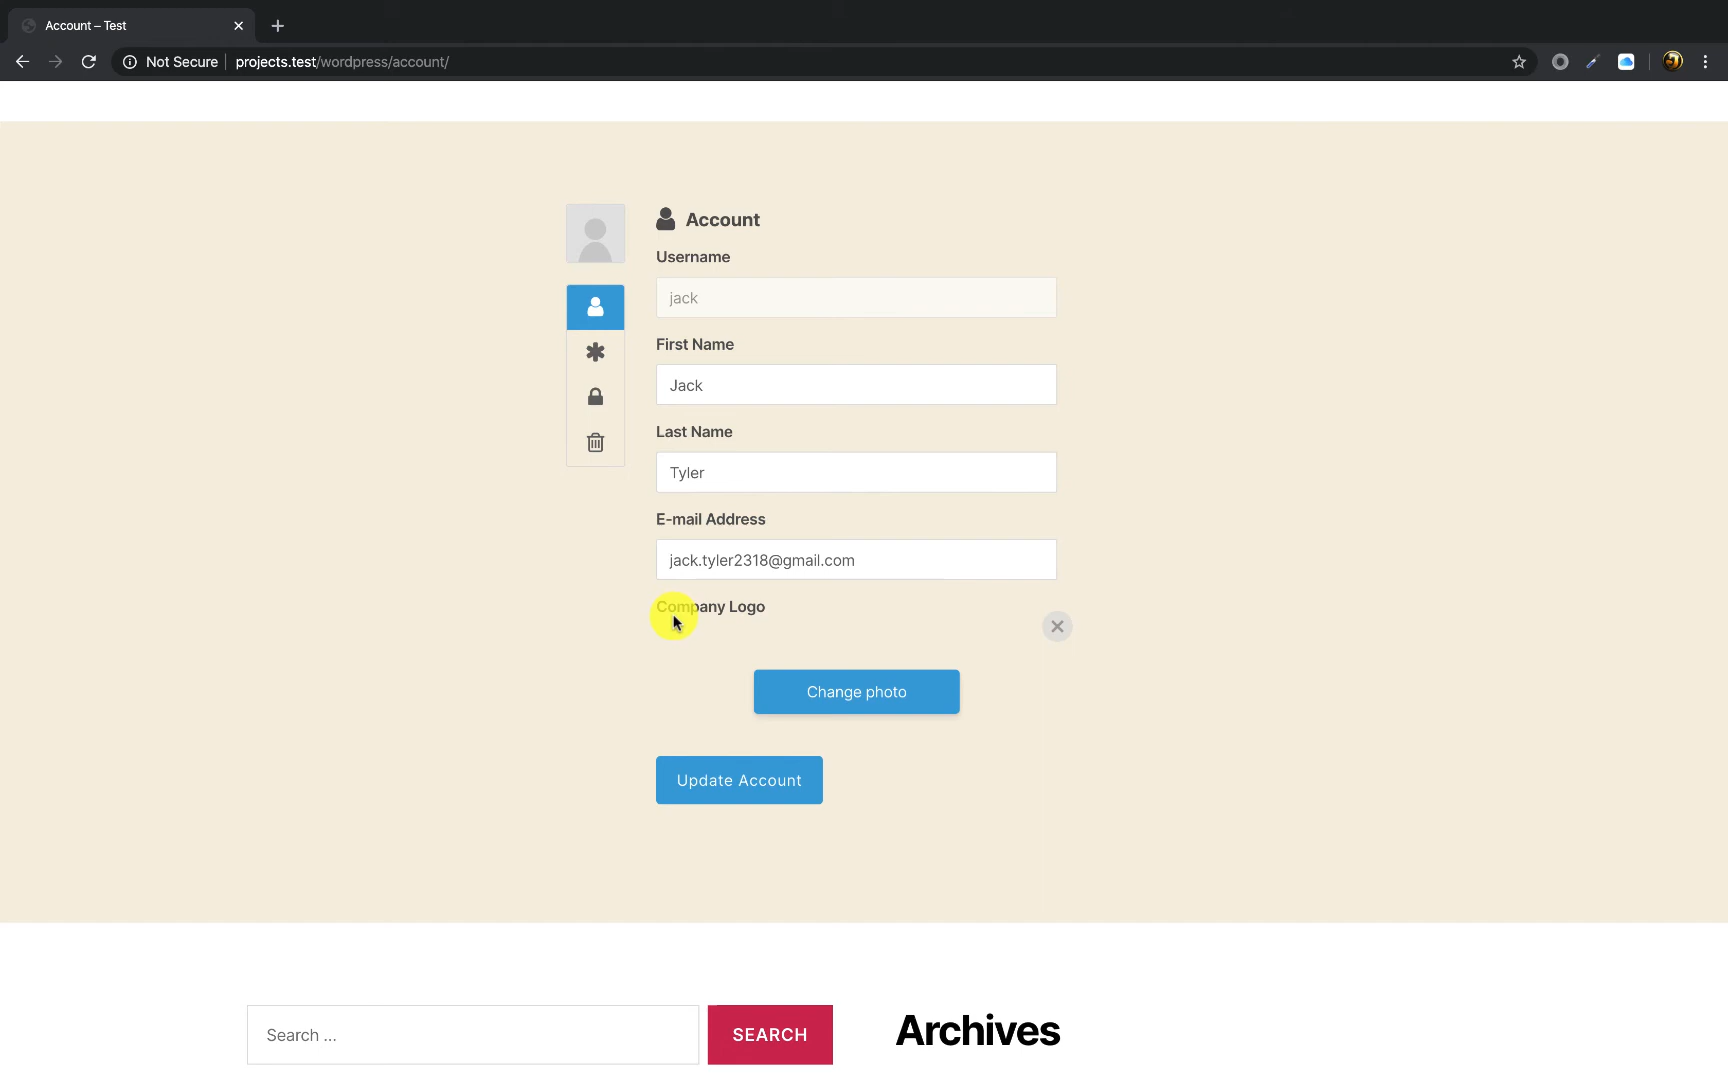 Account – Test
Not Secure projects.test/wordpress/account/
Account
Username
jack
First Name
Jack
Last Name
Tyler
E-mail Address
jack.tyler2318@gmail.com
Company Logo
Change photo
Update Account
Search …
SEARCH
Archives